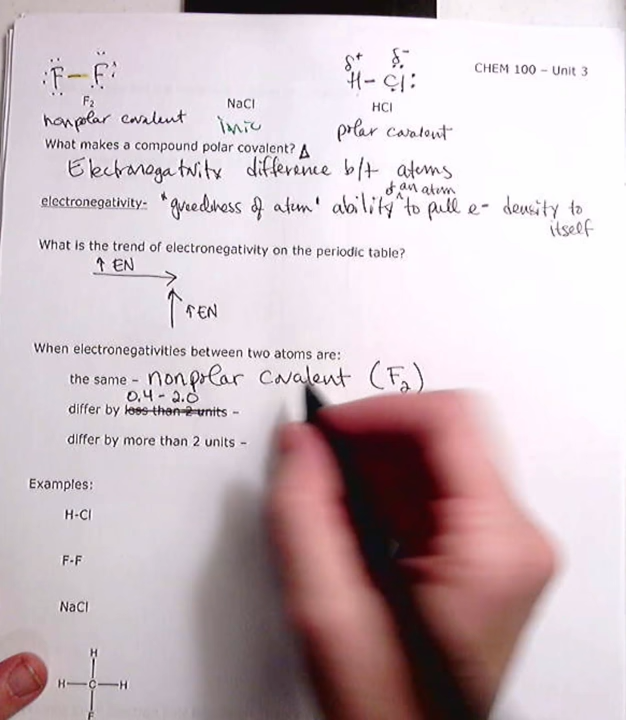 :F̈ – F̈: δ+ δ-
H – Cl: CHEM 100 – Unit 3
F₂ NaCl HCl
nonpolar covalent ionic polar covalent
What makes a compound polar covalent? Δ
Electronegativity difference b/t atoms
of an atom
electronegativity- "greediness of atom" ability ^ to pull e- density to
itself
What is the trend of electronegativity on the periodic table?
↑ EN
↑ EN
When electronegativities between two atoms are:
the same – nonpolar covalent (F₂)
0.4 - 2.0
differ by less than 2 units –
differ by more than 2 units –
Examples:
H-Cl
F-F
NaCl
H
H—C—H